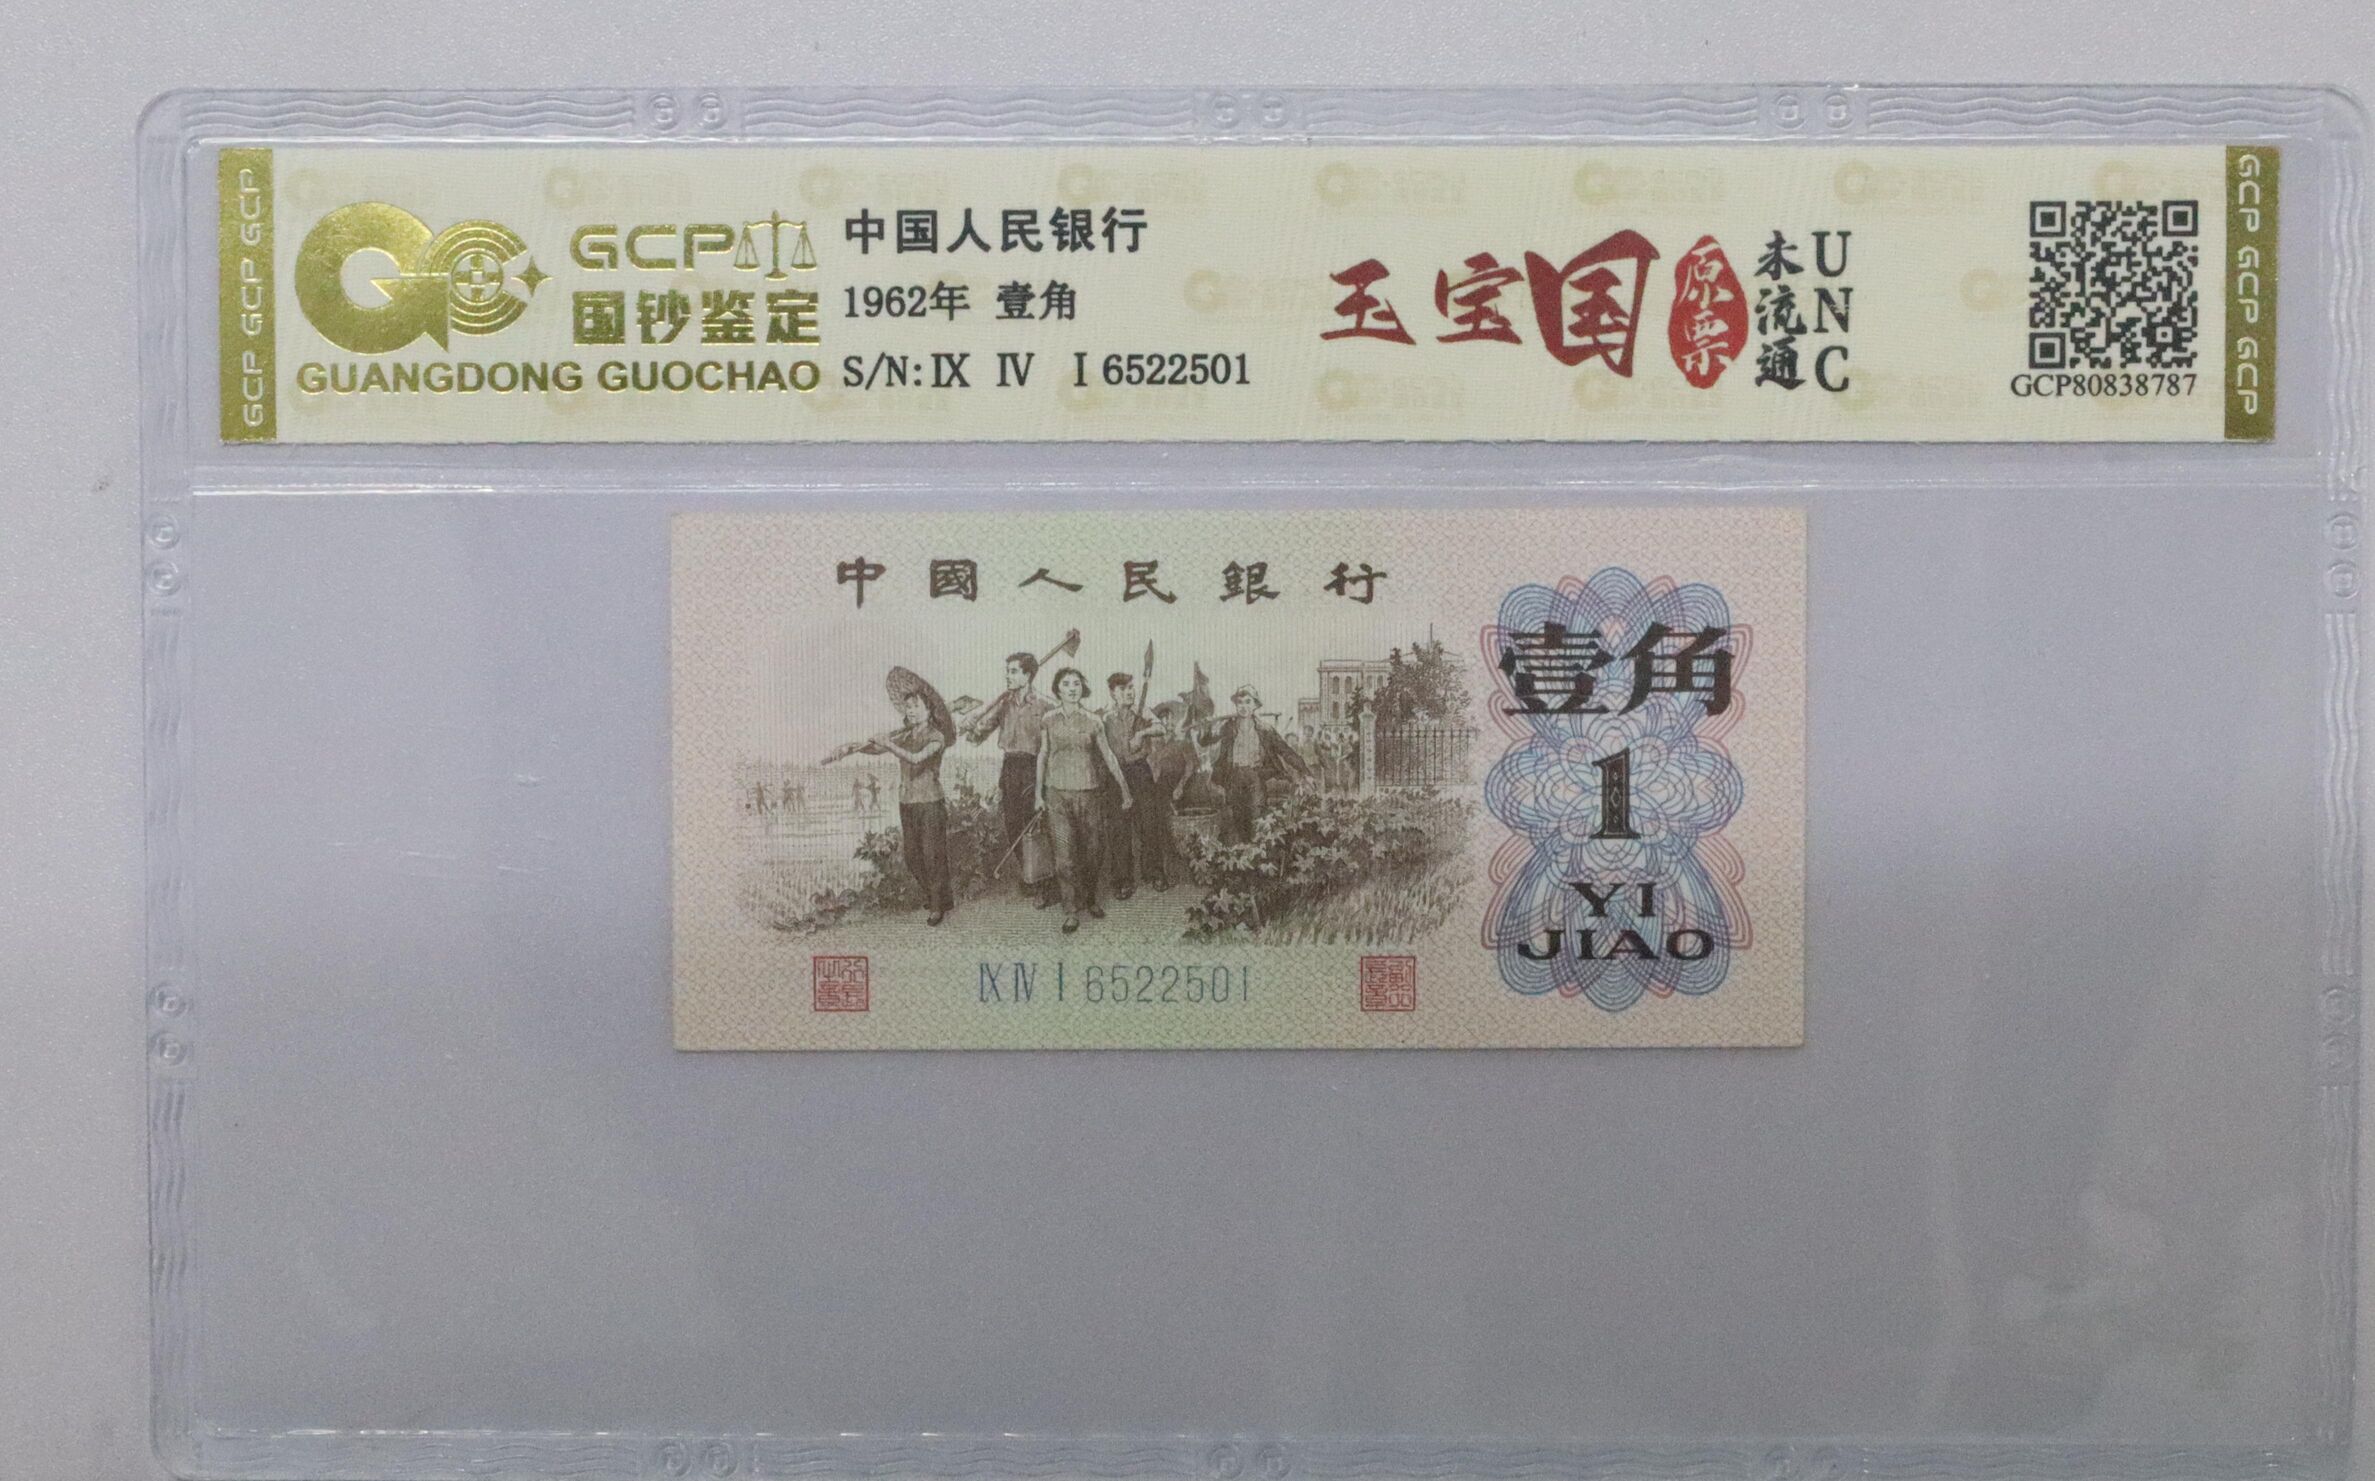 GCP GCP GCP
GCP
国钞鉴定
GUANGDONG GUOCHAO
中国人民银行
1962年 壹角
S/N: Ⅸ Ⅳ Ⅰ 6522501
国宝玉
原票
未流通
UNC
GCP80838787
GCP GCP GCP
中國人民銀行
壹角
1
YI
JIAO
ⅨⅣⅠ6522501